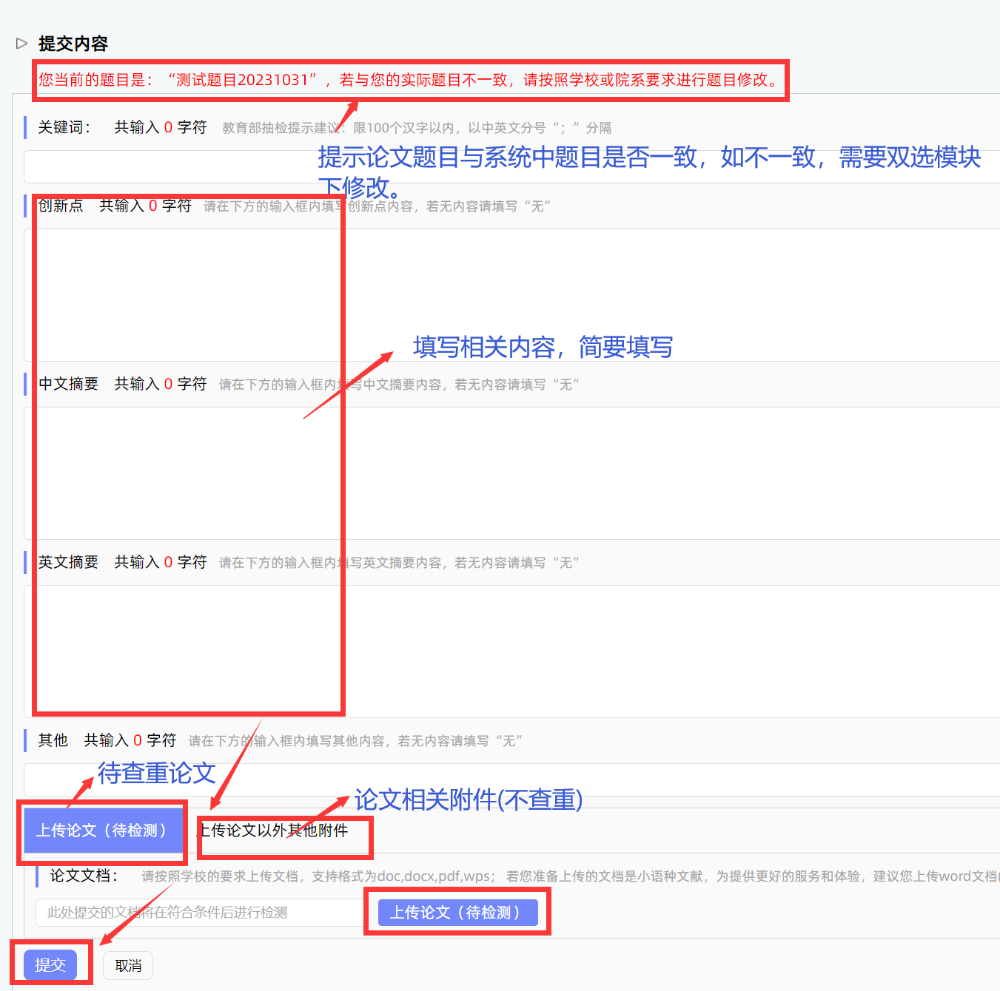 提交内容
您当前的题目是：“测试题目20231031”，若与您的实际题目不一致，请按照学校或院系要求进行题目修改。
关键词： 共输入 0 字符 教育部抽检提示建议：限100个汉字以内，以中英文分号“；”分隔
提示论文题目与系统中题目是否一致，如不一致，需要双选模块
下修改。
创新点 共输入 0 字符 请在下方的输入框内填写创新点内容，若无内容请填写“无”
填写相关内容，简要填写
中文摘要 共输入 0 字符 请在下方的输入框内填写中文摘要内容，若无内容请填写“无”
英文摘要 共输入 0 字符 请在下方的输入框内填写英文摘要内容，若无内容请填写“无”
其他 共输入 0 字符 请在下方的输入框内填写其他内容，若无内容请填写“无”
待查重论文
论文相关附件(不查重)
上传论文（待检测） 上传论文以外其他附件
论文文档： 请按照学校的要求上传文档，支持格式为doc,docx,pdf,wps； 若您准备上传的文档是小语种文献，为提供更好的服务和体验，建议您上传word文档(
此处提交的文档将在符合条件后进行检测 上传论文（待检测）
提交 取消